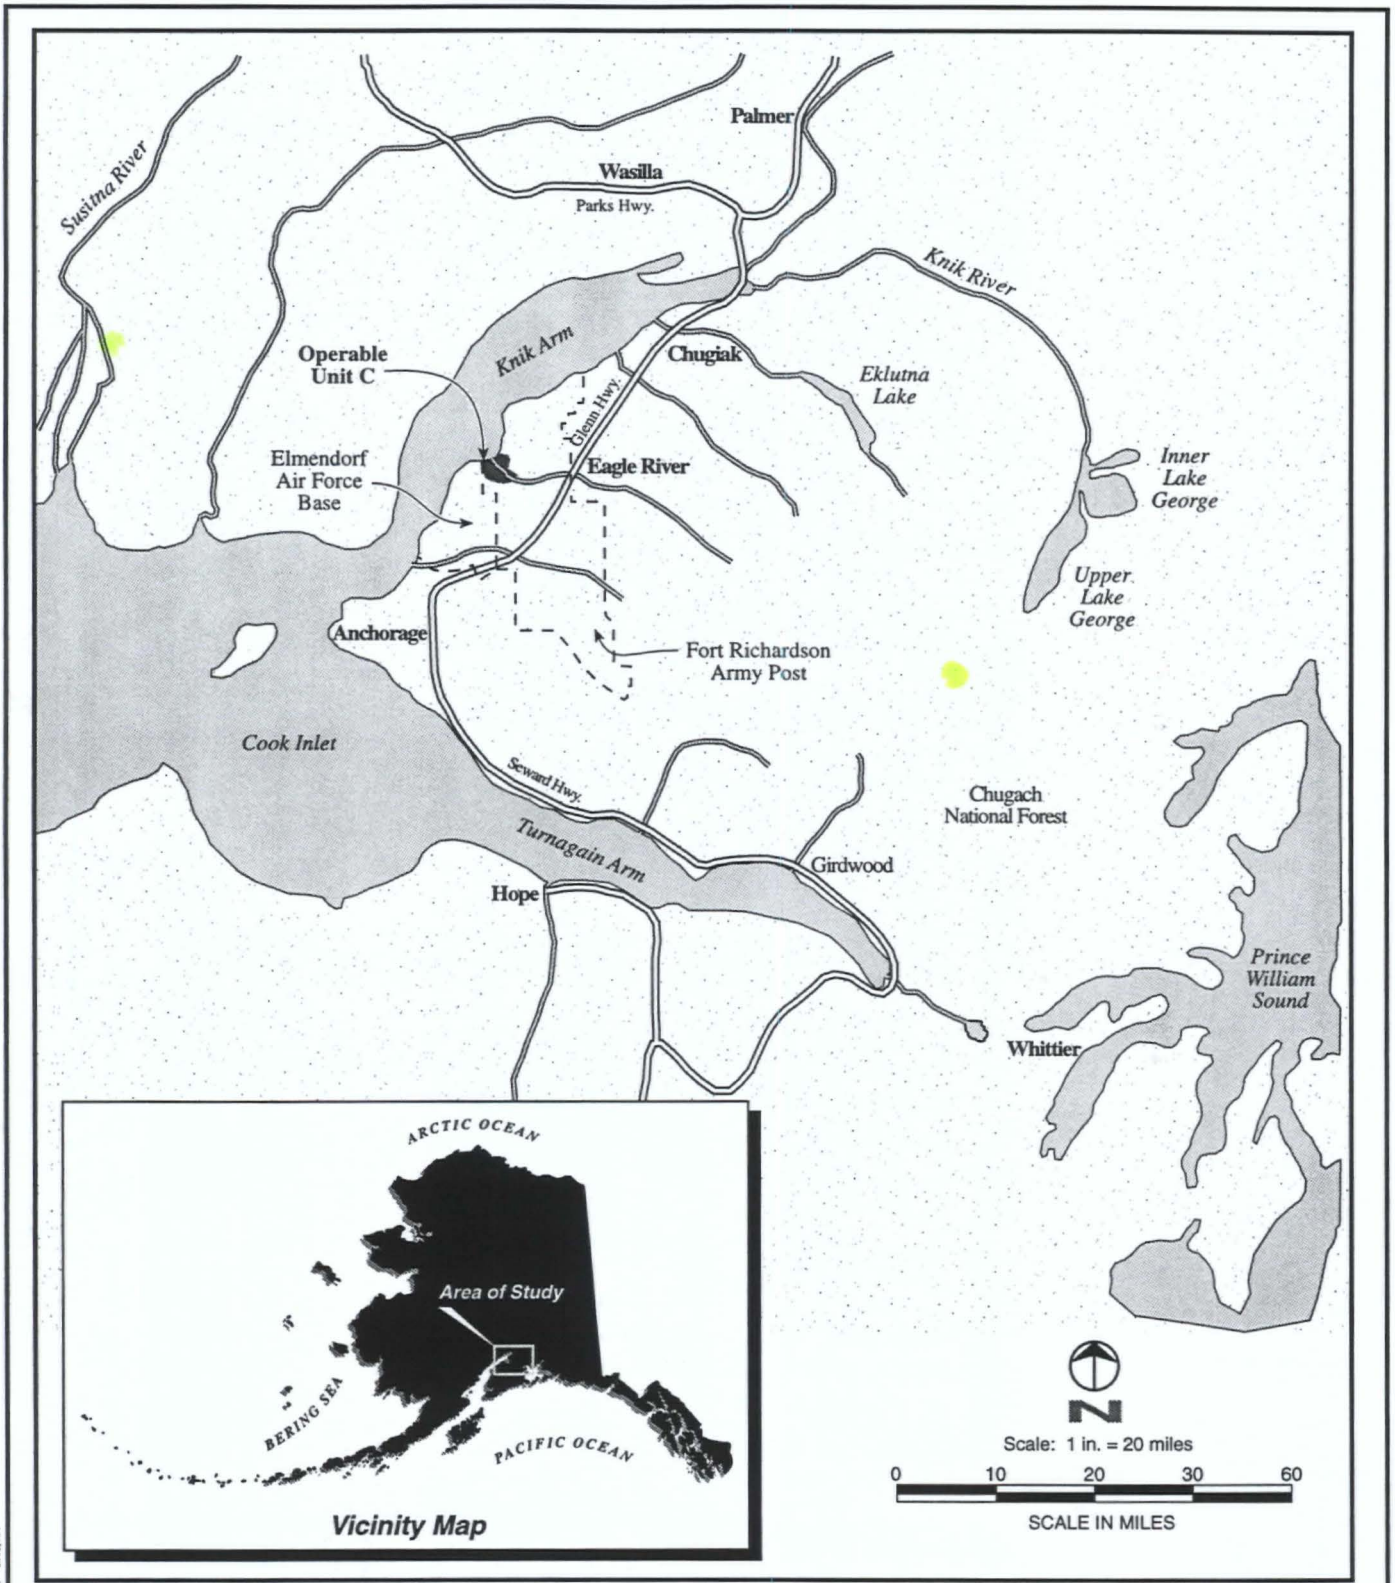 Palmer
Wasilla
Parks Hwy.
Susitna River
Knik River
Knik Arm
Operable
Unit C
Chugiak
Eklutna
Lake
Glenn Hwy.
Elmendorf
Air Force
Base
Eagle River
Inner
Lake
George
Upper
Lake
George
Anchorage
Fort Richardson
Army Post
Cook Inlet
Seward Hwy.
Chugach
National Forest
Turnagain Arm
Girdwood
Hope
Prince
William
Sound
Whittier
ARCTIC OCEAN
Area of Study
BERING SEA
PACIFIC OCEAN
Vicinity Map
N
Scale: 1 in. = 20 miles
0 10 20 30 60
SCALE IN MILES